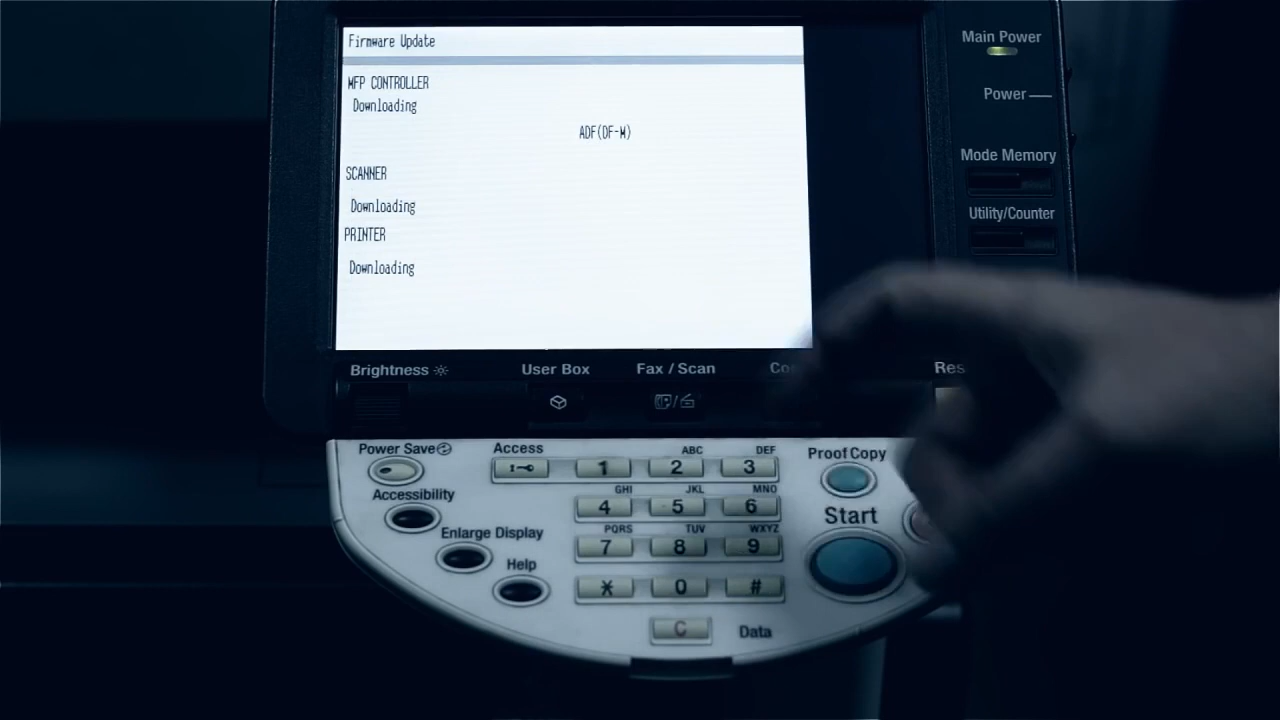 Firmware Update
MFP CONTROLLER
Downloading
ADF(DF-M)
SCANNER
Downloading
PRINTER
Downloading
Main Power
Power
Mode Memory
Utility/Counter
Brightness
User Box
Fax / Scan
Power Save
Access
ABC
DEF
1
2
3
Proof Copy
Accessibility
GHI
JKL
MNO
4
5
6
Start
Enlarge Display
PQRS
TUV
WXYZ
7
8
9
Help
* 0 #
C
Data